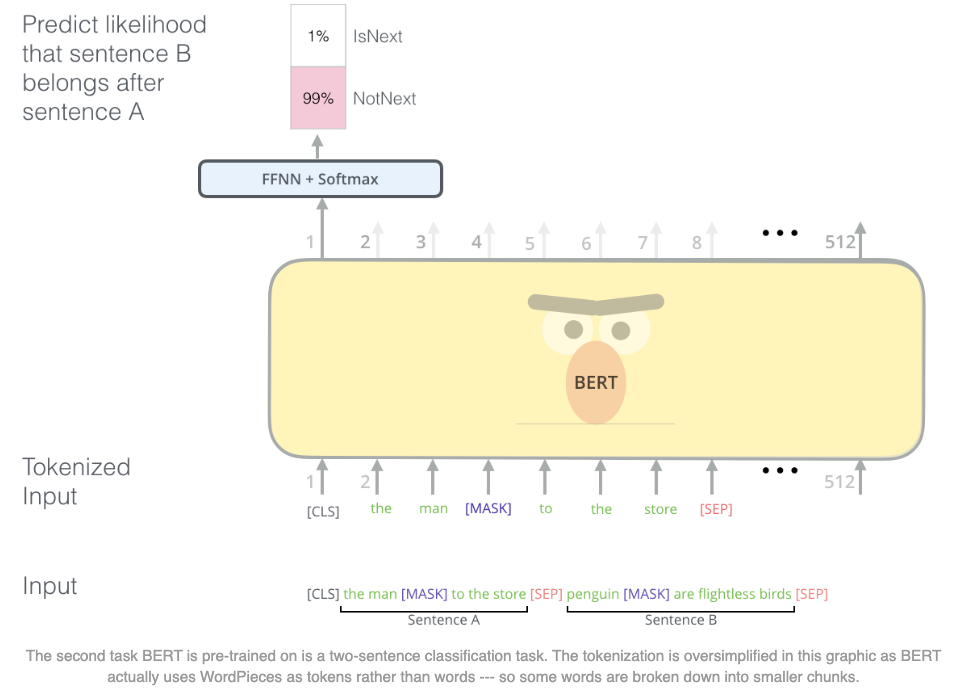 Predict likelihood
that sentence B
belongs after
sentence A
1% IsNext
99% NotNext
FFNN + Softmax
1 2 3 4 5 6 7 8 ••• 512
BERT
Tokenized
Input
1 2 ••• 512
[CLS] the man [MASK] to the store [SEP]
Input
[CLS] the man [MASK] to the store [SEP] penguin [MASK] are flightless birds [SEP]
Sentence A Sentence B
The second task BERT is pre-trained on is a two-sentence classification task. The tokenization is oversimplified in this graphic as BERT
actually uses WordPieces as tokens rather than words --- so some words are broken down into smaller chunks.